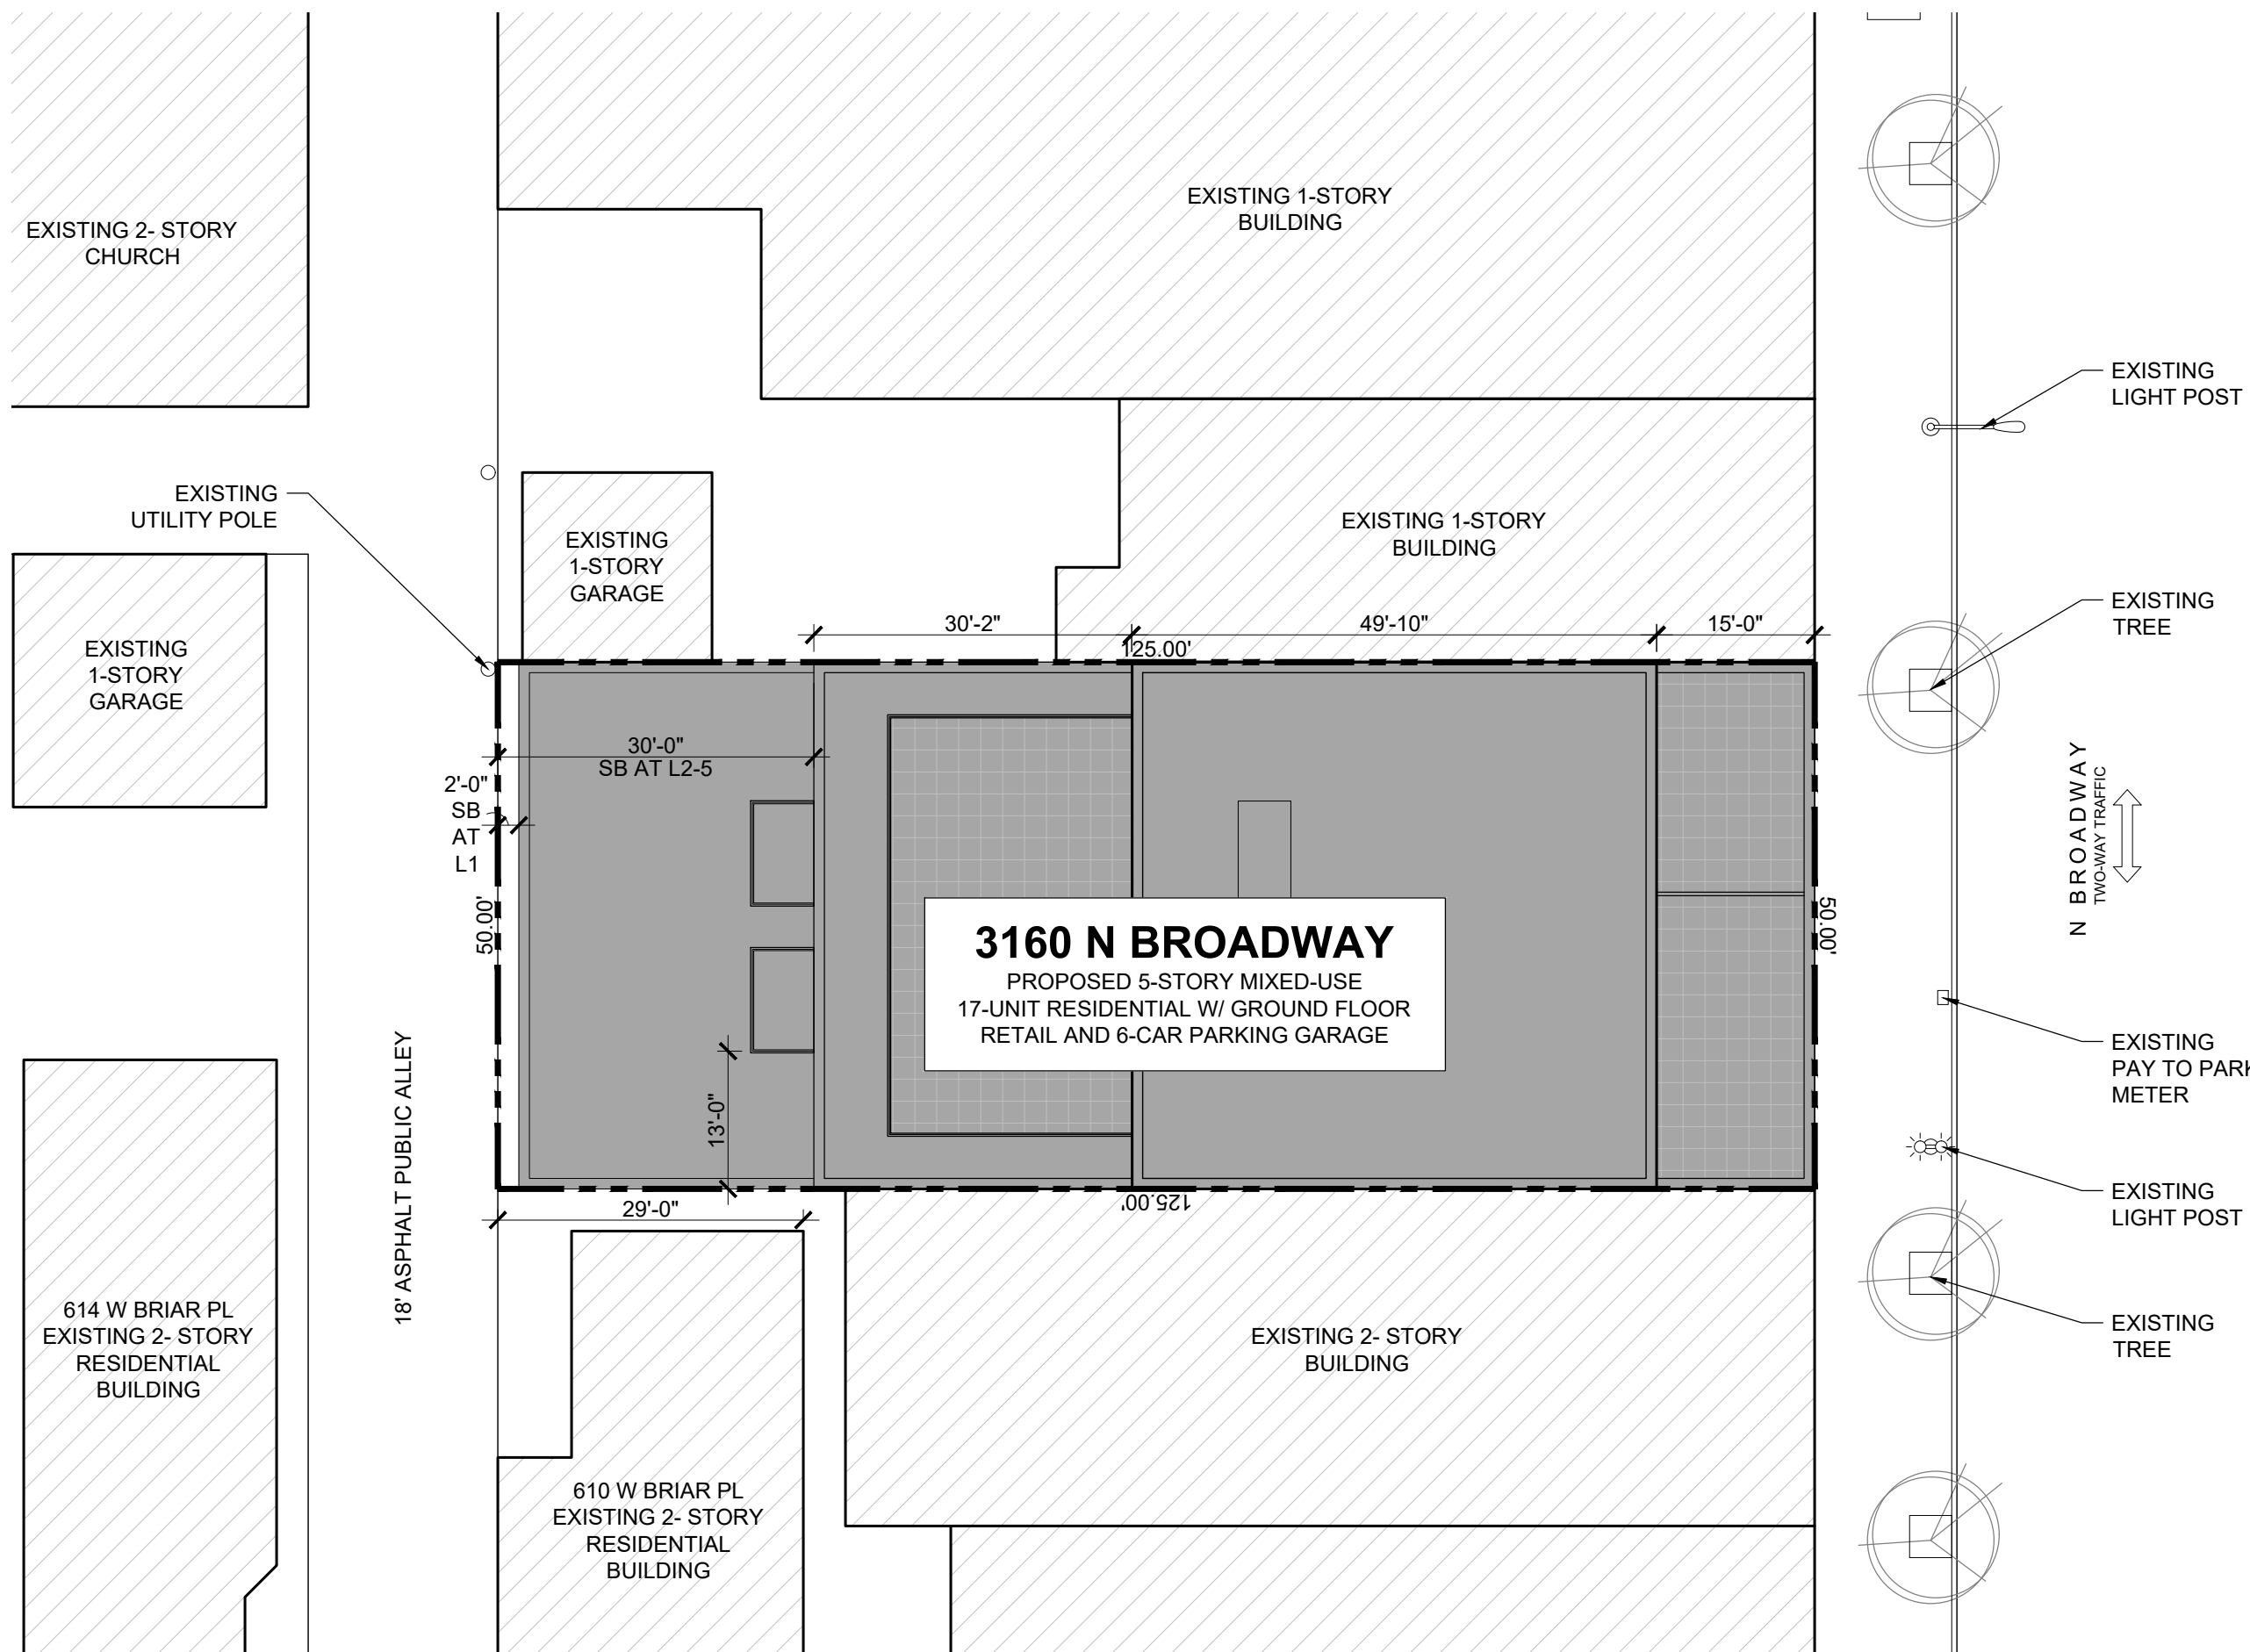 EXISTING 2- STORY
CHURCH
EXISTING 1-STORY
BUILDING
EXISTING
LIGHT POST
EXISTING
UTILITY POLE
EXISTING
1-STORY
GARAGE
EXISTING 1-STORY
BUILDING
EXISTING
1-STORY
GARAGE
EXISTING
TREE
30'-2"
49'-10"
15'-0"
125.00'
30'-0"
SB AT L2-5
2'-0"
SB
AT
L1
50.00'
50.00'
N BROADWAY
TWO-WAY TRAFFIC
3160 N BROADWAY
PROPOSED 5-STORY MIXED-USE
17-UNIT RESIDENTIAL W/ GROUND FLOOR
RETAIL AND 6-CAR PARKING GARAGE
EXISTING
PAY TO PARK
METER
13'-0"
18' ASPHALT PUBLIC ALLEY
29'-0"
125.00'
EXISTING
LIGHT POST
614 W BRIAR PL
EXISTING 2- STORY
RESIDENTIAL
BUILDING
EXISTING 2- STORY
BUILDING
EXISTING
TREE
610 W BRIAR PL
EXISTING 2- STORY
RESIDENTIAL
BUILDING